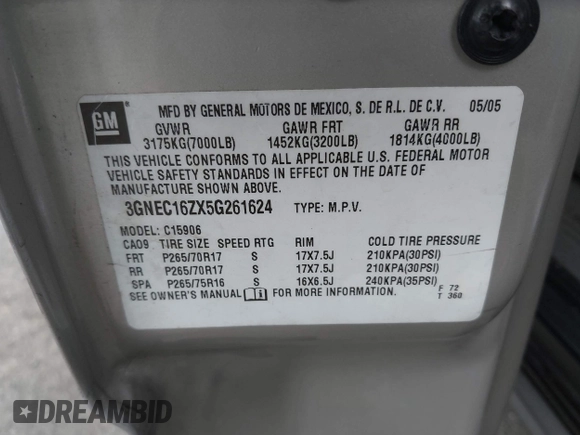 GM
MFD BY GENERAL MOTORS DE MEXICO, S. DE R.L. DE C.V. 05/05
GVWR GAWR FRT GAWR RR
3175KG(7000LB) 1452KG(3200LB) 1814KG(4000LB)
THIS VEHICLE CONFORMS TO ALL APPLICABLE U.S. FEDERAL MOTOR
VEHICLE SAFETY STANDARDS IN EFFECT ON THE DATE OF
MANUFACTURE SHOWN ABOVE.
3GNEC16ZX5G261624 TYPE: M.P.V.
MODEL: C15906
CA09 TIRE SIZE SPEED RTG RIM COLD TIRE PRESSURE
FRT P265/70R17 S 17X7.5J 210KPA(30PSI)
RR P265/70R17 S 17X7.5J 210KPA(30PSI)
SPA P265/75R16 S 16X6.5J 240KPA(35PSI)
SEE OWNER'S MANUAL FOR MORE INFORMATION. F 72
T 360
DREAMBID